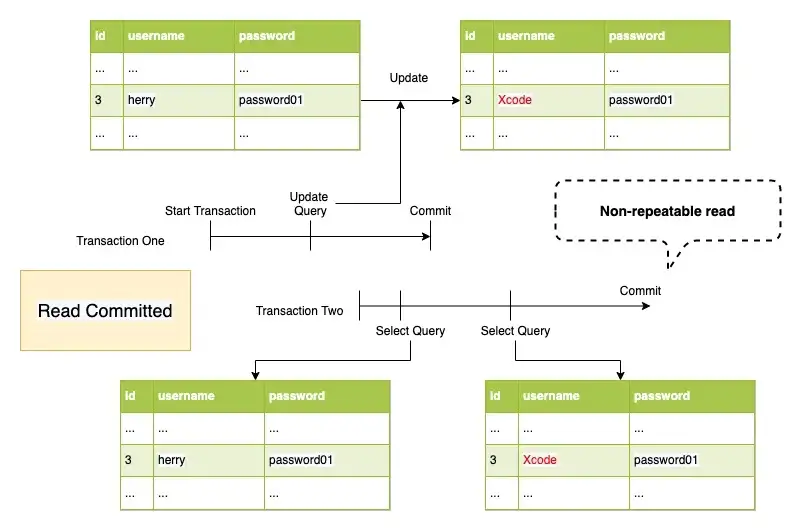 id username password
... ... ...
3 herry password01
... ... ...
Update
id username password
... ... ...
3 Xcode password01
... ... ...
Start Transaction
Update
Query
Commit
Transaction One
Non-repeatable read
Read Committed
Transaction Two
Commit
Select Query
Select Query
id username password
... ... ...
3 herry password01
... ... ...
id username password
... ... ...
3 Xcode password01
... ... ...